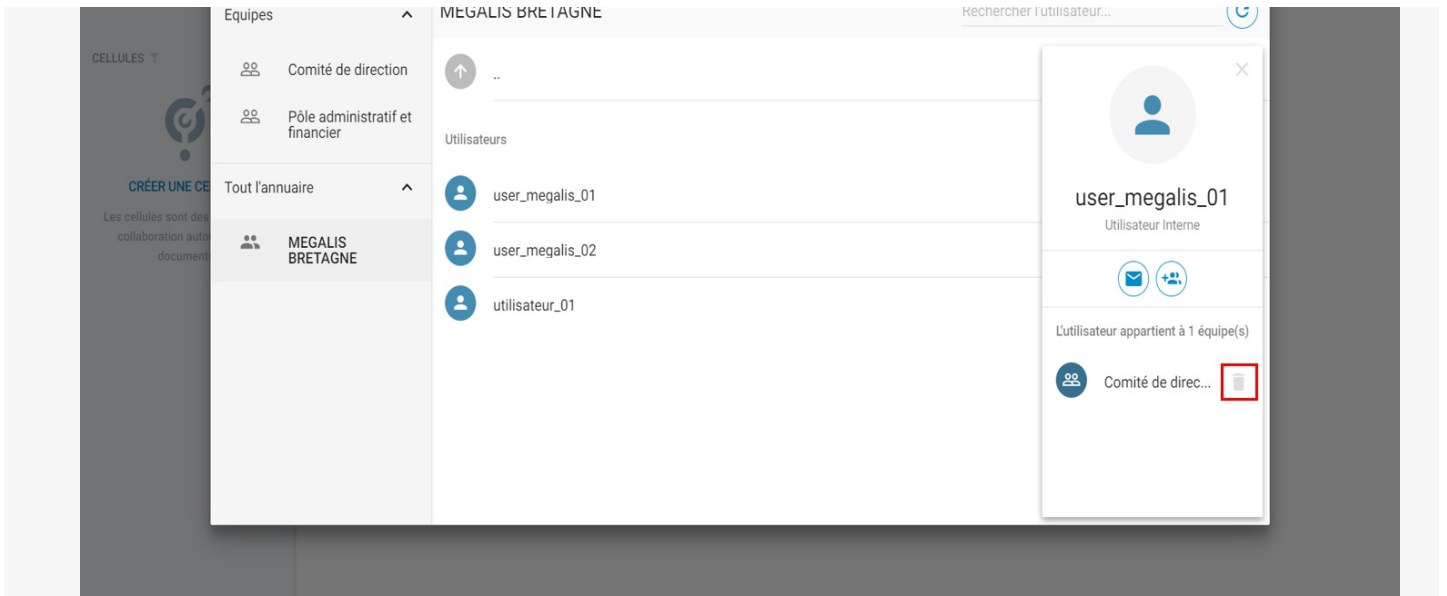 Equipes
MEGALIS BRETAGNE
Rechercher l'utilisateur...
CELLULES
Comité de direction
..
Pôle administratif et
financier
Utilisateurs
CRÉER UNE CE
Tout l'annuaire
user_megalis_01
user_megalis_01
Les cellules sont des
Utilisateur Interne
collaboration auto
documents
MEGALIS
BRETAGNE
user_megalis_02
utilisateur_01
L'utilisateur appartient à 1 équipe(s)
Comité de direc...